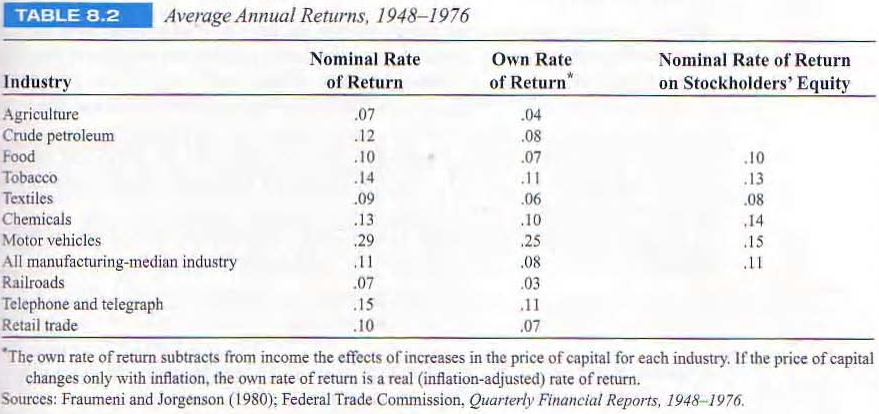 TABLE 8.2 Average Annual Returns, 1948–1976
Nominal Rate Own Rate Nominal Rate of Return
Industry of Return of Return* on Stockholders' Equity
Agriculture .07 .04
Crude petroleum .12 .08
Food .10 .07 .10
Tobacco .14 .11 .13
Textiles .09 .06 .08
Chemicals .13 .10 .14
Motor vehicles .29 .25 .15
All manufacturing-median industry .11 .08 .11
Railroads .07 .03
Telephone and telegraph .15 .11
Retail trade .10 .07
*The own rate of return subtracts from income the effects of increases in the price of capital for each industry. If the price of capital
changes only with inflation, the own rate of return is a real (inflation-adjusted) rate of return.
Sources: Fraumeni and Jorgenson (1980); Federal Trade Commission, Quarterly Financial Reports, 1948–1976.